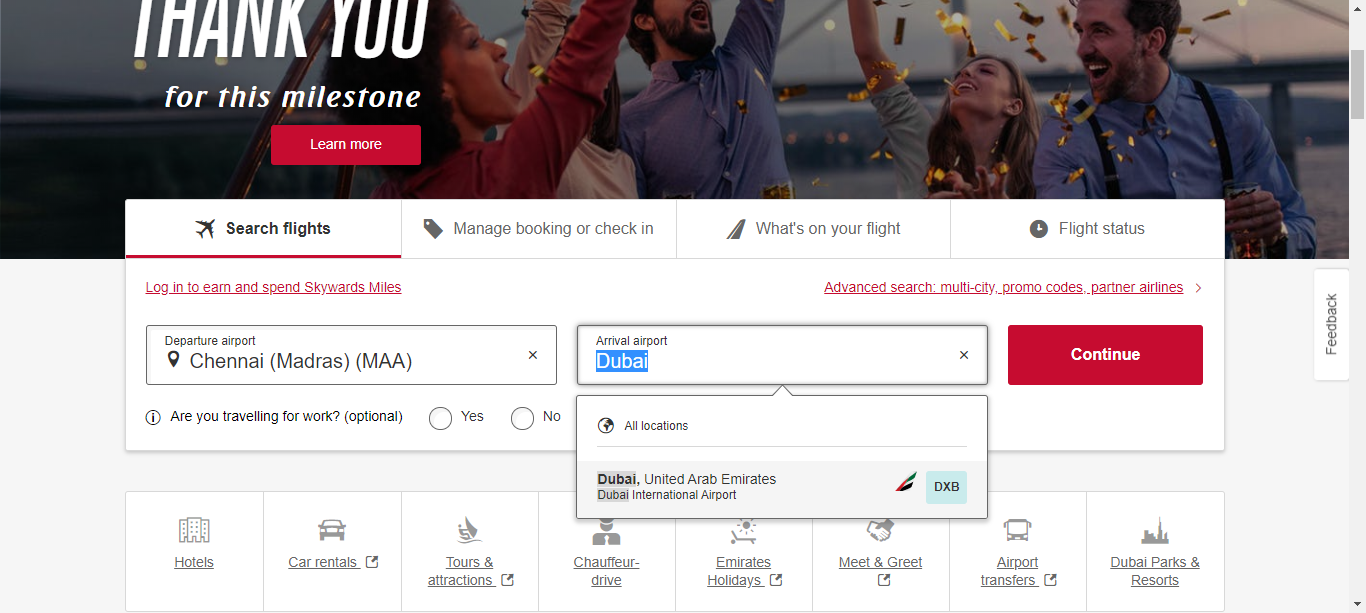 THANK YOU
for this milestone
Learn more
Search flights
Manage booking or check in
What's on your flight
Flight status
Log in to earn and spend Skywards Miles
Advanced search: multi-city, promo codes, partner airlines
Departure airport
Chennai (Madras) (MAA)
Arrival airport
Dubai
Continue
Feedback
Are you travelling for work? (optional)
Yes
No
All locations
Dubai, United Arab Emirates
Dubai International Airport
DXB
Hotels
Car rentals
Tours &
attractions
Chauffeur-
drive
Emirates
Holidays
Meet & Greet
Airport
transfers
Dubai Parks &
Resorts